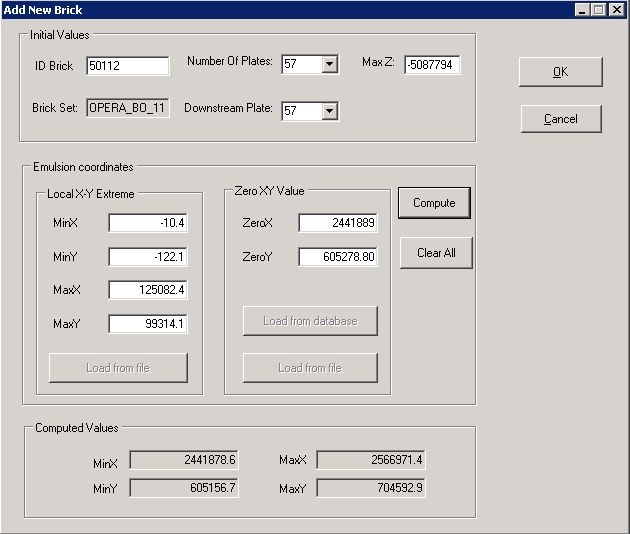 Add New Brick
Initial Values
ID Brick 50112 Number Of Plates: 57 Max Z: -5087794
OK
Brick Set: OPERA_BO_11 Downstream Plate: 57
Cancel
Emulsion coordinates
Local X-Y Extreme Zero XY Value
Compute
MinX -10.4 ZeroX 2441889
MinY -122.1 ZeroY 605278.80
Clear All
MaxX 125082.4
MaxY 99314.1 Load from database
Load from file Load from file
Computed Values
MinX 2441878.6 MaxX 2566971.4
MinY 605156.7 MaxY 704592.9